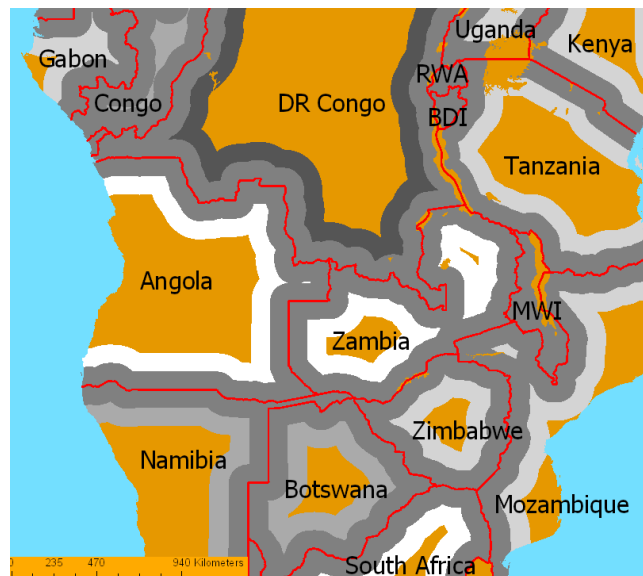 Uganda
Kenya
Gabon
RWA
Congo
DR Congo
BDI
Tanzania
Angola
MWI
Zambia
Zimbabwe
Namibia
Botswana
Mozambique
0 235 470 940 Kilometers
South Africa